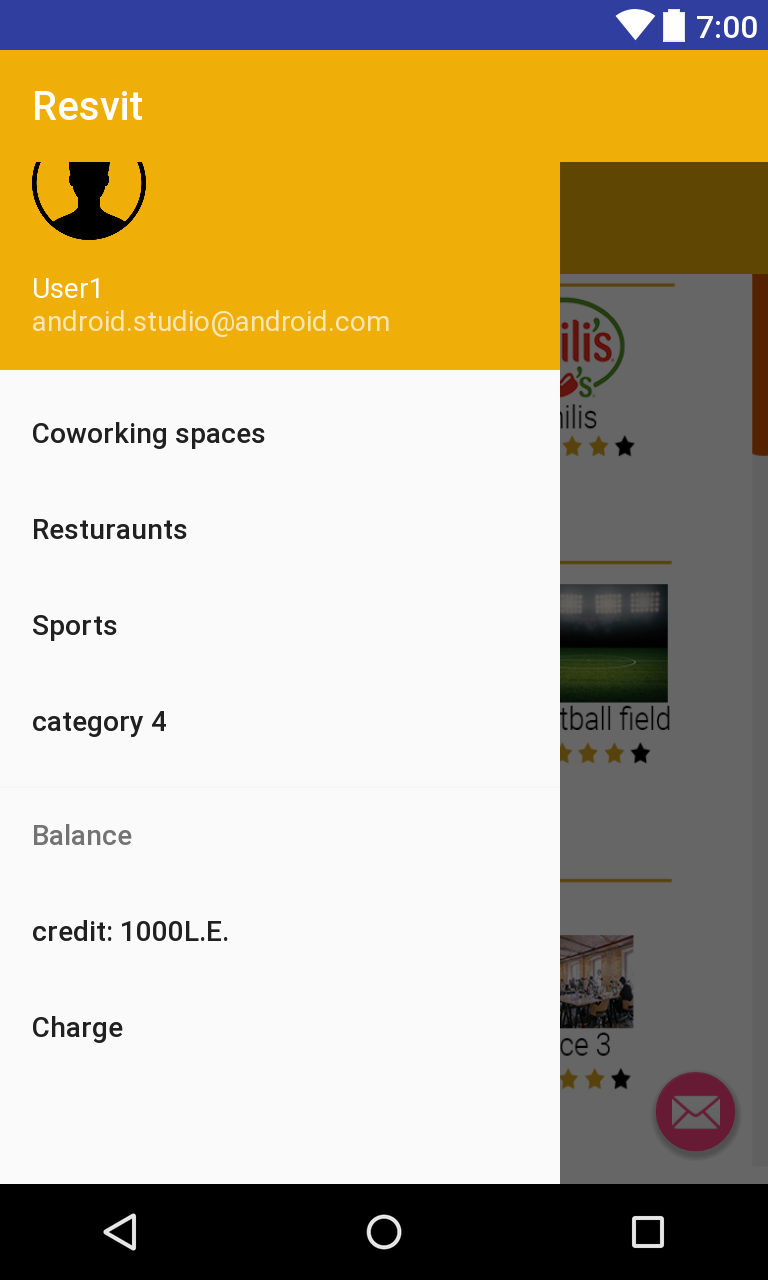 7:00
Resvit
User1
android.studio@android.com
Coworking spaces
Resturaunts
Sports
category 4
Balance
credit: 1000L.E.
Charge
ili's
's
ilis
tball field
ce 3